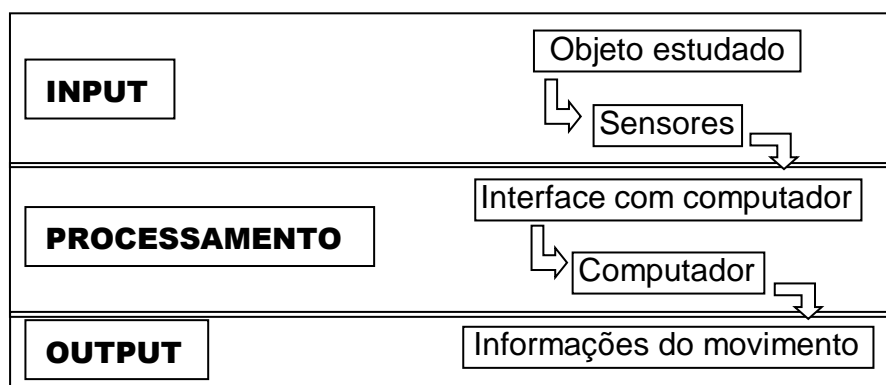 Objeto estudado
INPUT
Sensores
Interface com computador
PROCESSAMENTO
Computador
Informações do movimento
OUTPUT